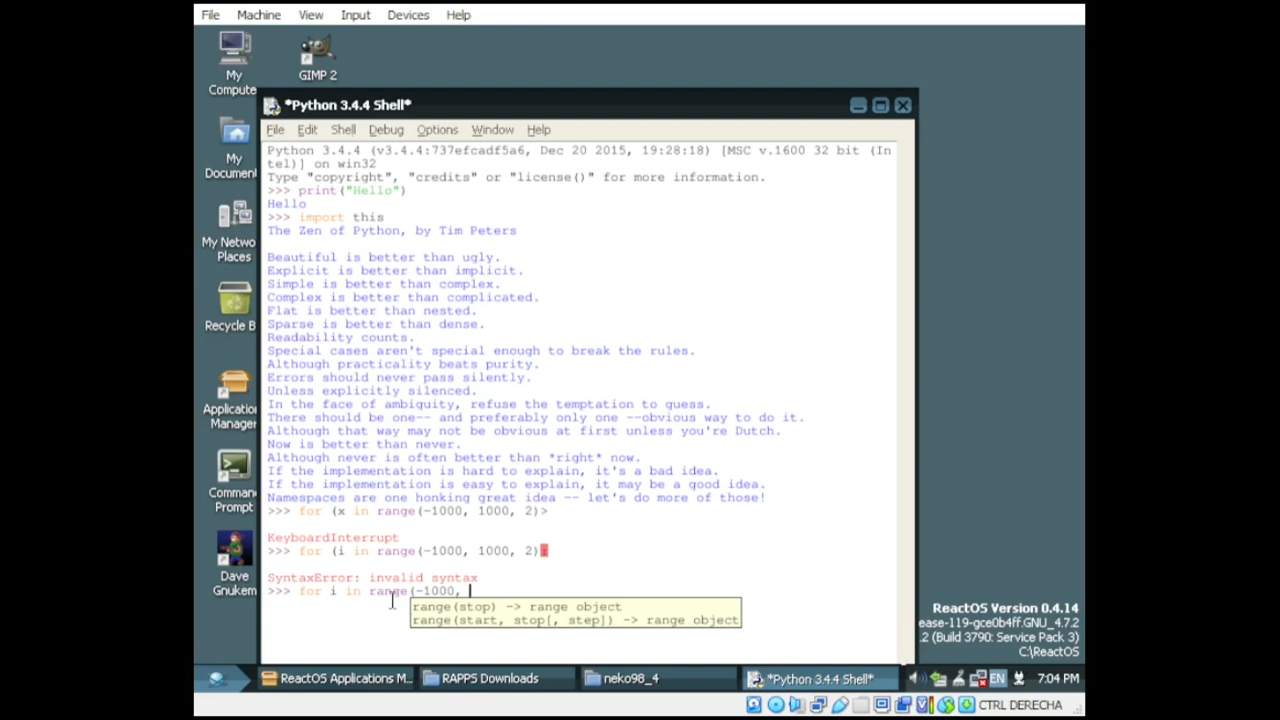 File Machine View Input Devices Help
My
Compute
GIMP 2
My
Documen
My Netwo
Places
Recycle B
Application
Manager
Comman
Prompt
Dave
Gnukem
*Python 3.4.4 Shell*
File Edit Shell Debug Options Window Help
Python 3.4.4 (v3.4.4:737efcadf5a6, Dec 20 2015, 19:28:18) [MSC v.1600 32 bit (In
tel)] on win32
Type "copyright", "credits" or "license()" for more information.
>>> print("Hello")
Hello
>>> import this
The Zen of Python, by Tim Peters
Beautiful is better than ugly.
Explicit is better than implicit.
Simple is better than complex.
Complex is better than complicated.
Flat is better than nested.
Sparse is better than dense.
Readability counts.
Special cases aren't special enough to break the rules.
Although practicality beats purity.
Errors should never pass silently.
Unless explicitly silenced.
In the face of ambiguity, refuse the temptation to guess.
There should be one-- and preferably only one --obvious way to do it.
Although that way may not be obvious at first unless you're Dutch.
Now is better than never.
Although never is often better than *right* now.
If the implementation is hard to explain, it's a bad idea.
If the implementation is easy to explain, it may be a good idea.
Namespaces are one honking great idea -- let's do more of those!
>>> for (x in range(-1000, 1000, 2)>
KeyboardInterrupt
>>> for (i in range(-1000, 1000, 2):
SyntaxError: invalid syntax
>>> for i in range(-1000,
range(stop) -> range object
range(start, stop[, step]) -> range object
ReactOS Version 0.4.14
ease-119-gce0b4ff.GNU_4.7.2
.2 (Build 3790: Service Pack 3)
C:\ReactOS
ReactOS Applications M... RAPPS Downloads neko98_4 *Python 3.4.4 Shell* EN 7:04 PM
CTRL DERECHA